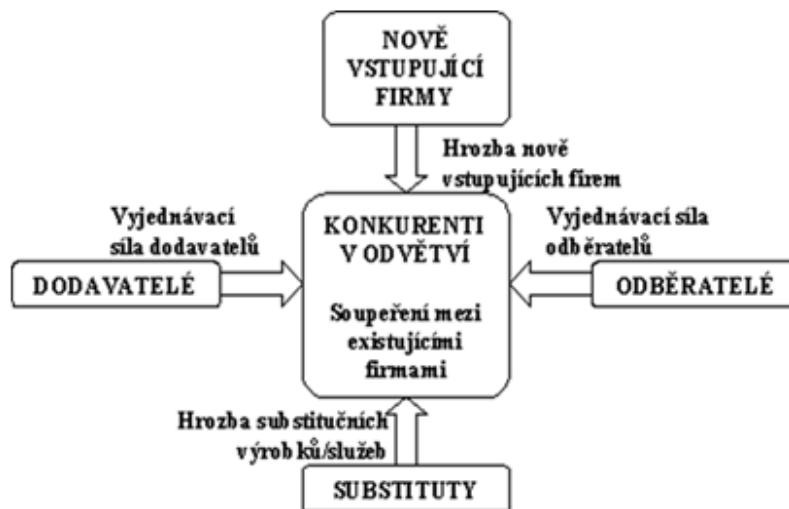 NOVĚ
VSTUPUJÍCÍ
FIRMY
Hrozba nově
vstupujících firem
Vyjednávací
síla dodavatelů
KONKURENTI
V ODVĚTVÍ
Vyjednávací síla
odběratelů
DODAVATELÉ
ODBĚRATELÉ
Soupeření mezi
existujícími
firmami
Hrozba substitučních
výrobků/služeb
SUBSTITUTY